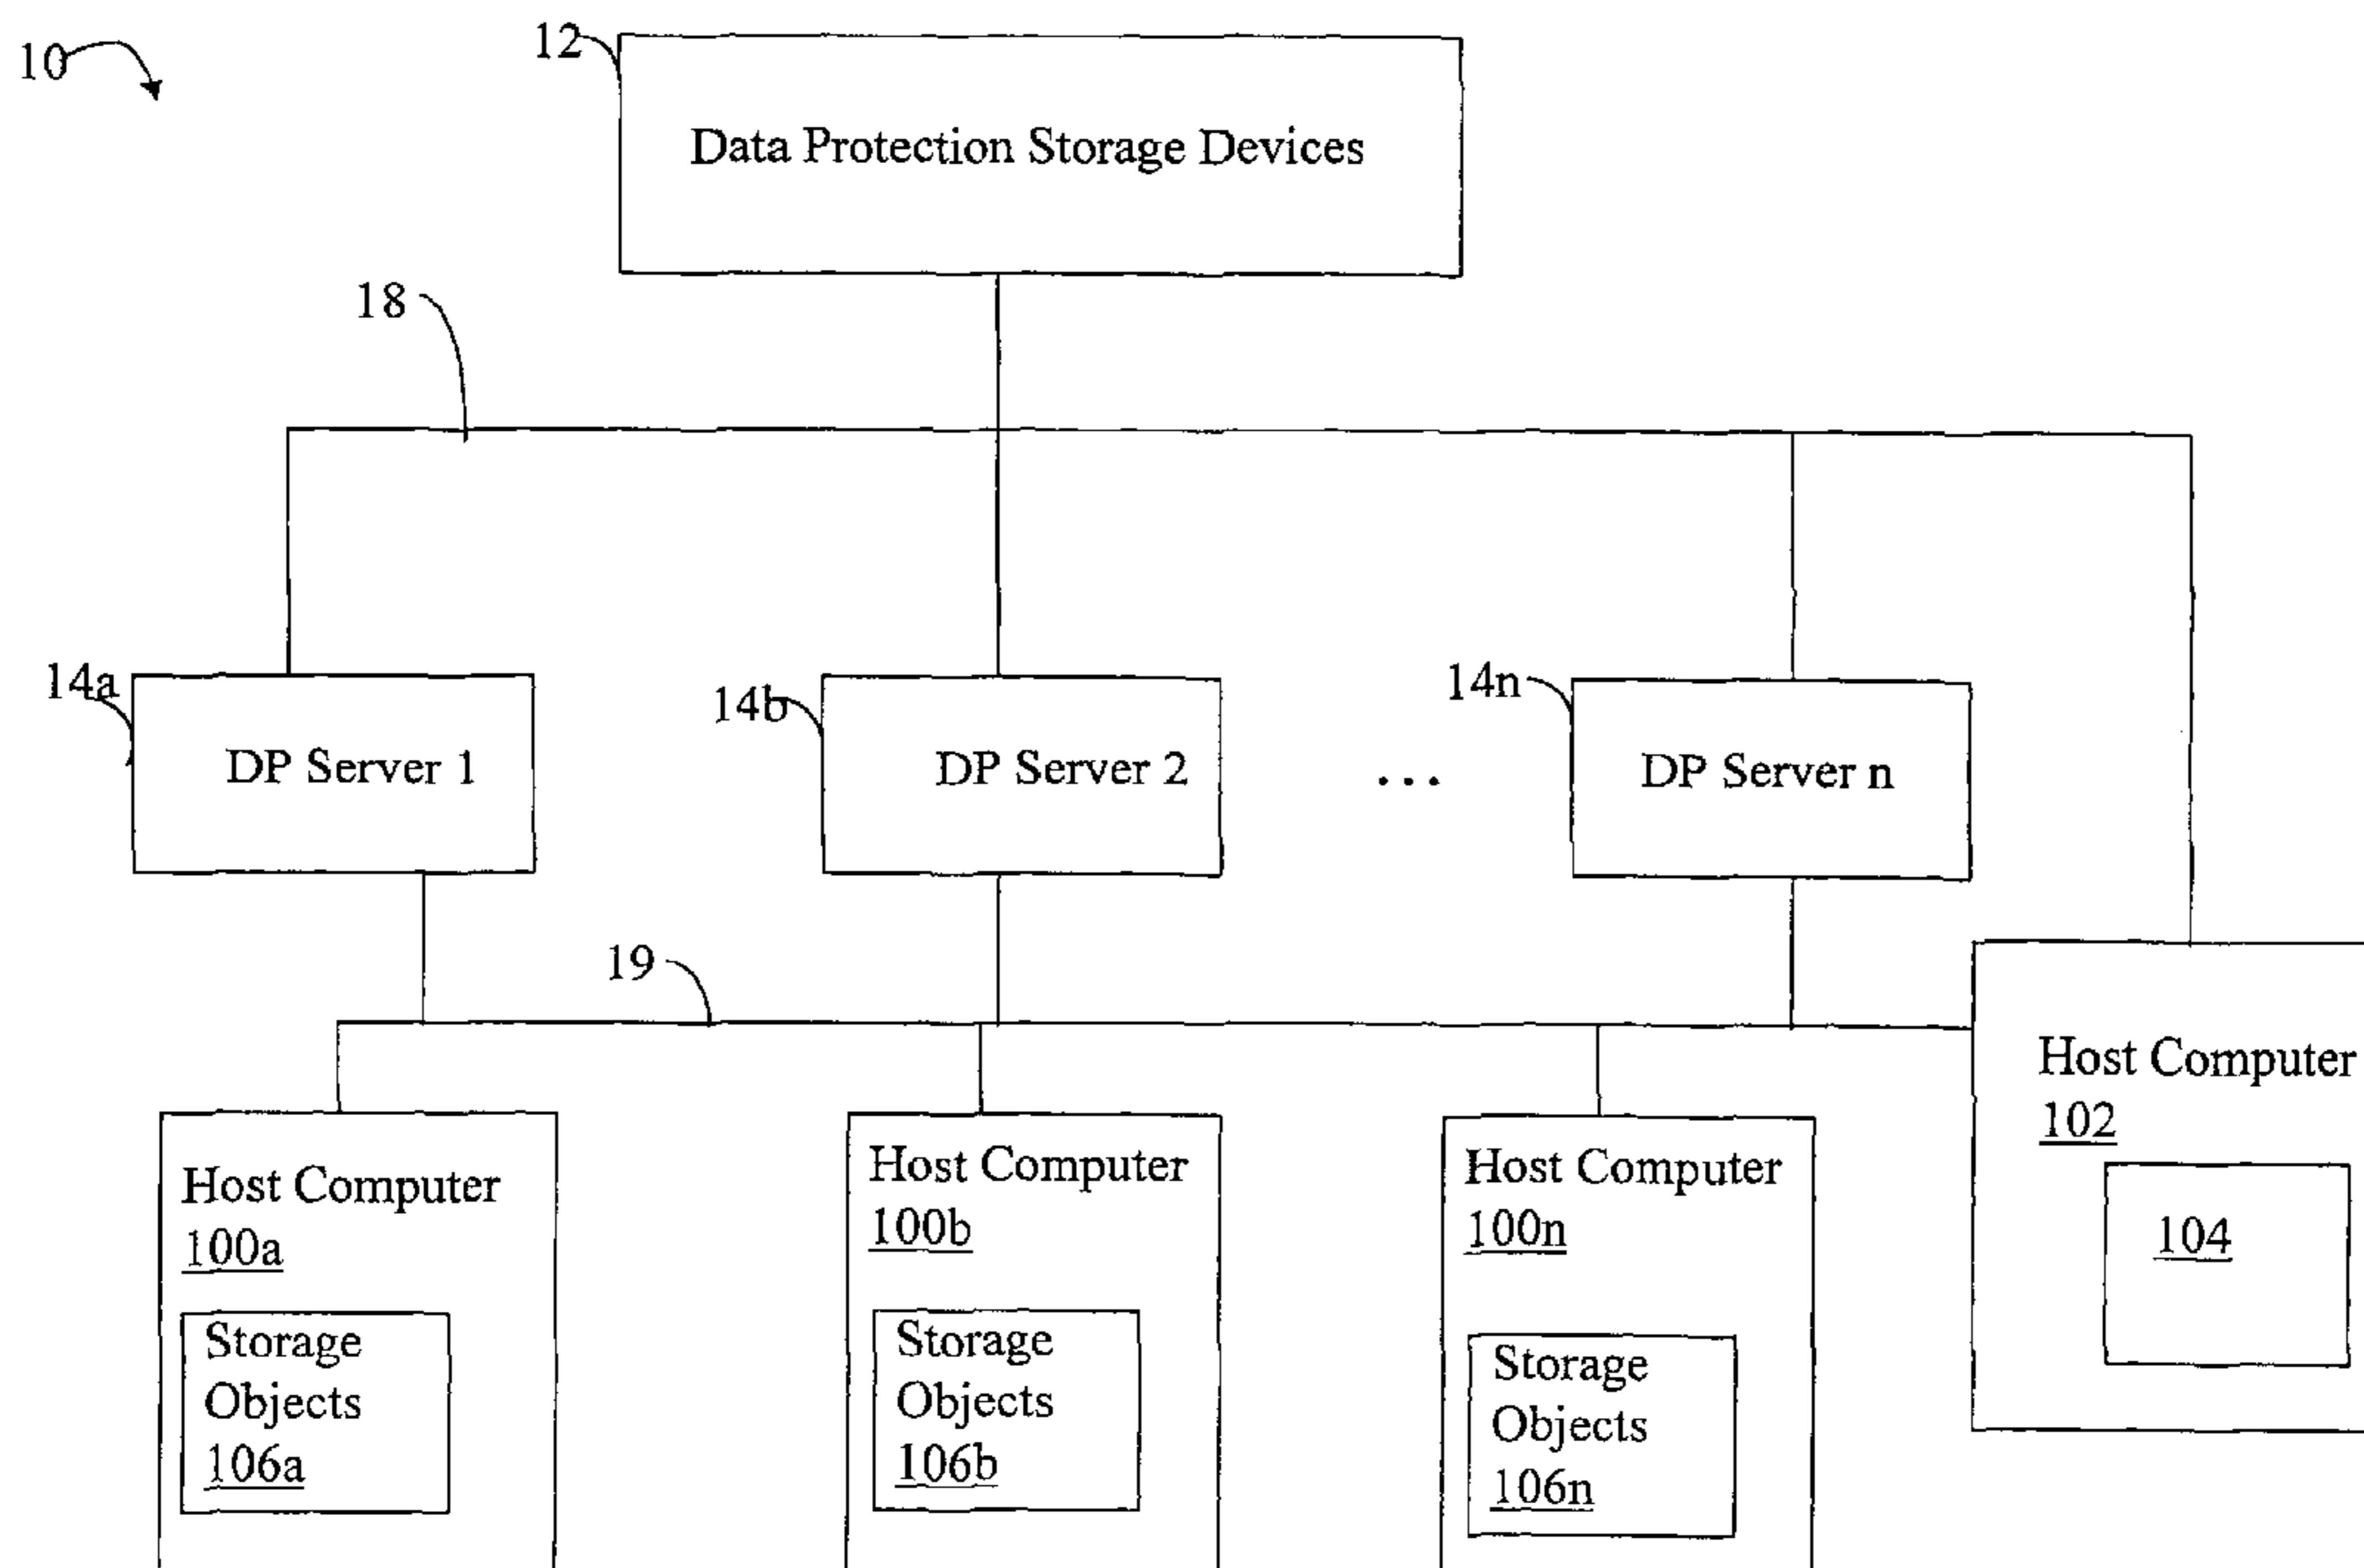 10
12
Data Protection Storage Devices
18
14a
DP Server 1
14b
DP Server 2
...
14n
DP Server n
19
Host Computer
102
104
Host Computer
100a
Storage
Objects
106a
Host Computer
100b
Storage
Objects
106b
Host Computer
100n
Storage
Objects
106n